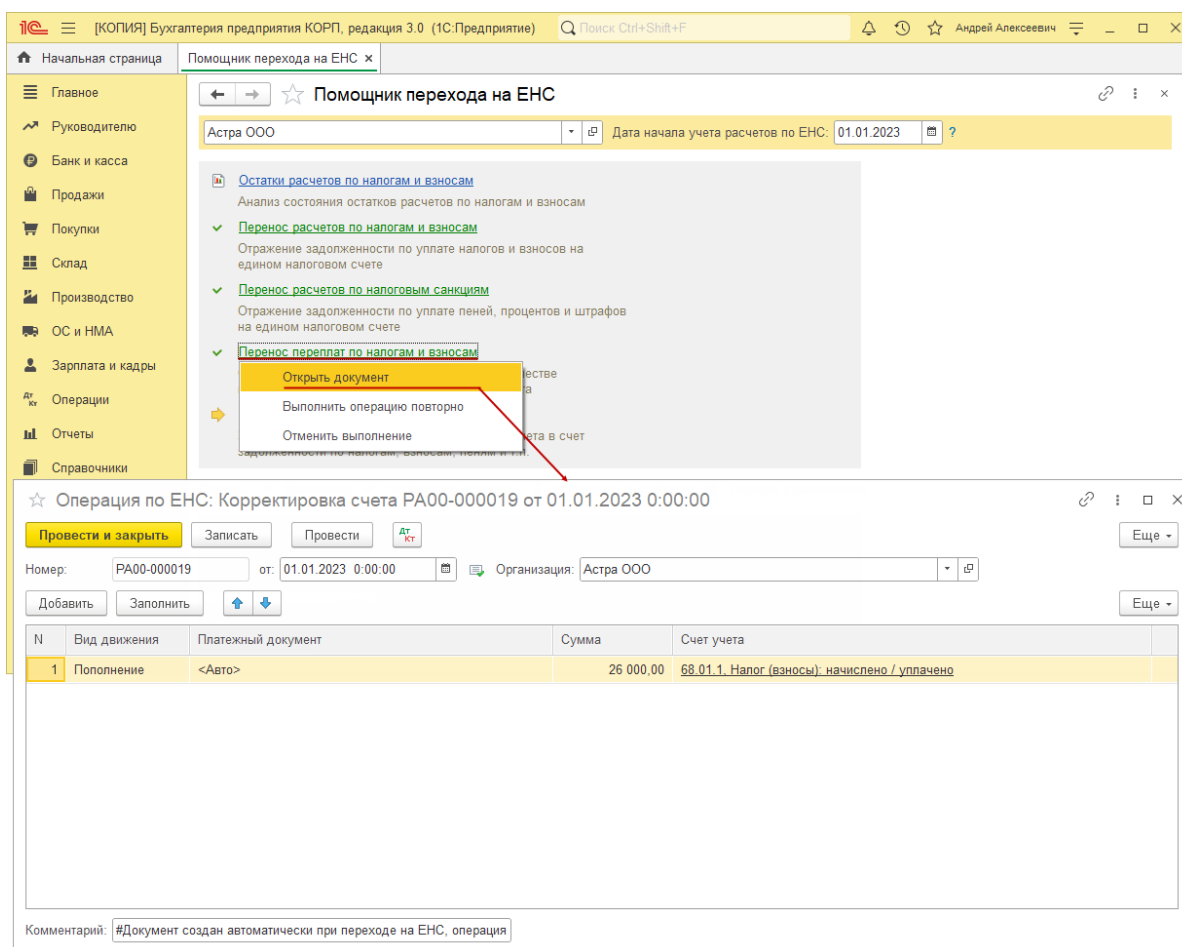 1С [КОПИЯ] Бухгалтерия предприятия КОРП, редакция 3.0 (1С:Предприятие) Поиск Ctrl+Shift+F Андрей Алексеевич
Начальная страница Помощник перехода на ЕНС ×
Главное
Руководителю
Банк и касса
Продажи
Покупки
Склад
Производство
ОС и НМА
Зарплата и кадры
Операции
Отчеты
Справочники
Помощник перехода на ЕНС
Астра ООО Дата начала учета расчетов по ЕНС: 01.01.2023 ?
Остатки расчетов по налогам и взносам
Анализ состояния остатков расчетов по налогам и взносам
Перенос расчетов по налогам и взносам
Отражение задолженности по уплате налогов и взносов на
едином налоговом счете
Перенос расчетов по налоговым санкциям
Отражение задолженности по уплате пеней, процентов и штрафов
на едином налоговом счете
Перенос переплат по налогам и взносам
Открыть документ
Выполнить операцию повторно
Отменить выполнение
в счет
задолженности по налогам, взносам, пеням и т.п.
Операция по ЕНС: Корректировка счета РА00-000019 от 01.01.2023 0:00:00
Провести и закрыть Записать Провести Дт Кт Еще
Номер: РА00-000019 от: 01.01.2023 0:00:00 Организация: Астра ООО
Добавить Заполнить Еще
N Вид движения Платежный документ Сумма Счет учета
1 Пополнение <Авто> 26 000,00 68.01.1, Налог (взносы): начислено / уплачено
Комментарий: #Документ создан автоматически при переходе на ЕНС, операция